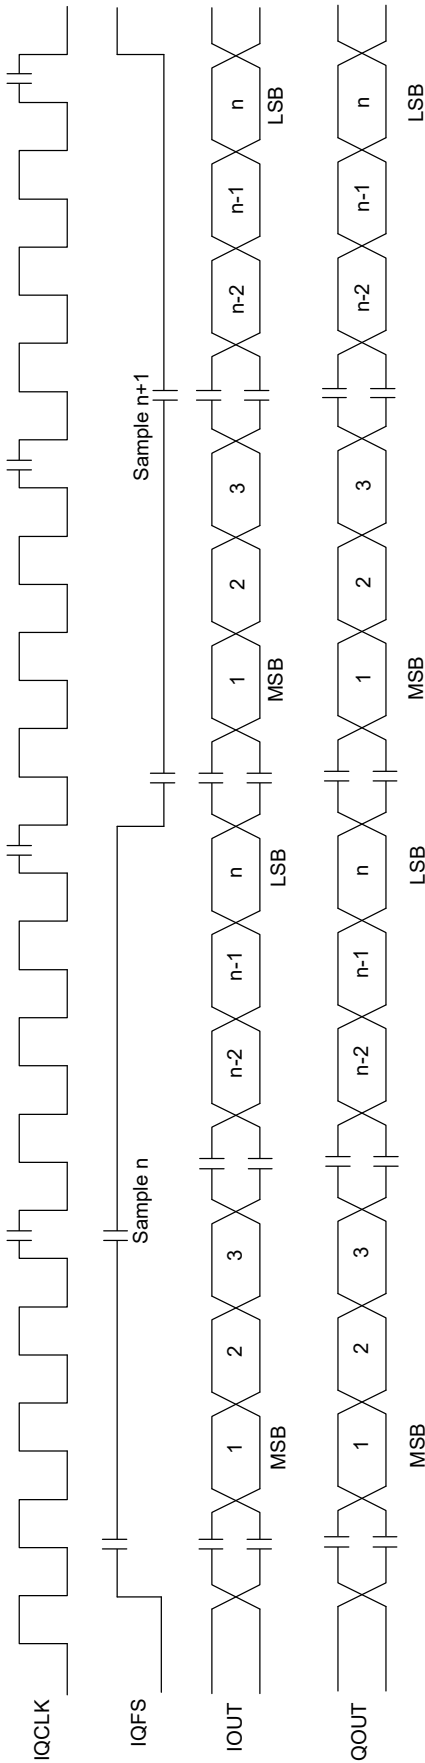 IQCLK
IQFS
Sample n
Sample n+1
IOUT
1 2 3 n-2 n-1 n 1 2 3 n-2 n-1 n
MSB LSB MSB LSB
QOUT
1 2 3 n-2 n-1 n 1 2 3 n-2 n-1 n
MSB LSB MSB LSB